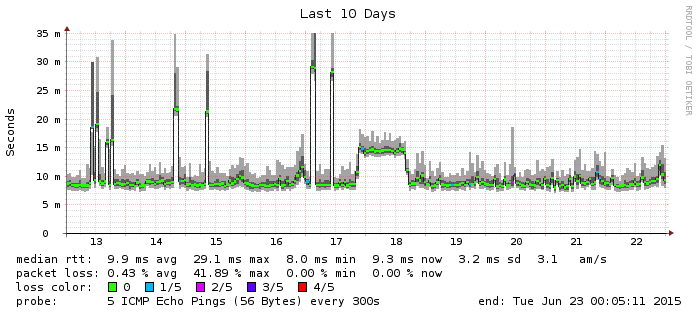 Last 10 Days
RRDTOOL / TOBI OETIKER
Seconds
35 m
30 m
25 m
20 m
15 m
10 m
5 m
0
13 14 15 16 17 18 19 20 21 22
median rtt: 9.9 ms avg 29.1 ms max 8.0 ms min 9.3 ms now 3.2 ms sd 3.1 am/s
packet loss: 0.43 % avg 41.89 % max 0.00 % min 0.00 % now
loss color: 0 1/5 2/5 3/5 4/5
probe: 5 ICMP Echo Pings (56 Bytes) every 300s end: Tue Jun 23 00:05:11 2015